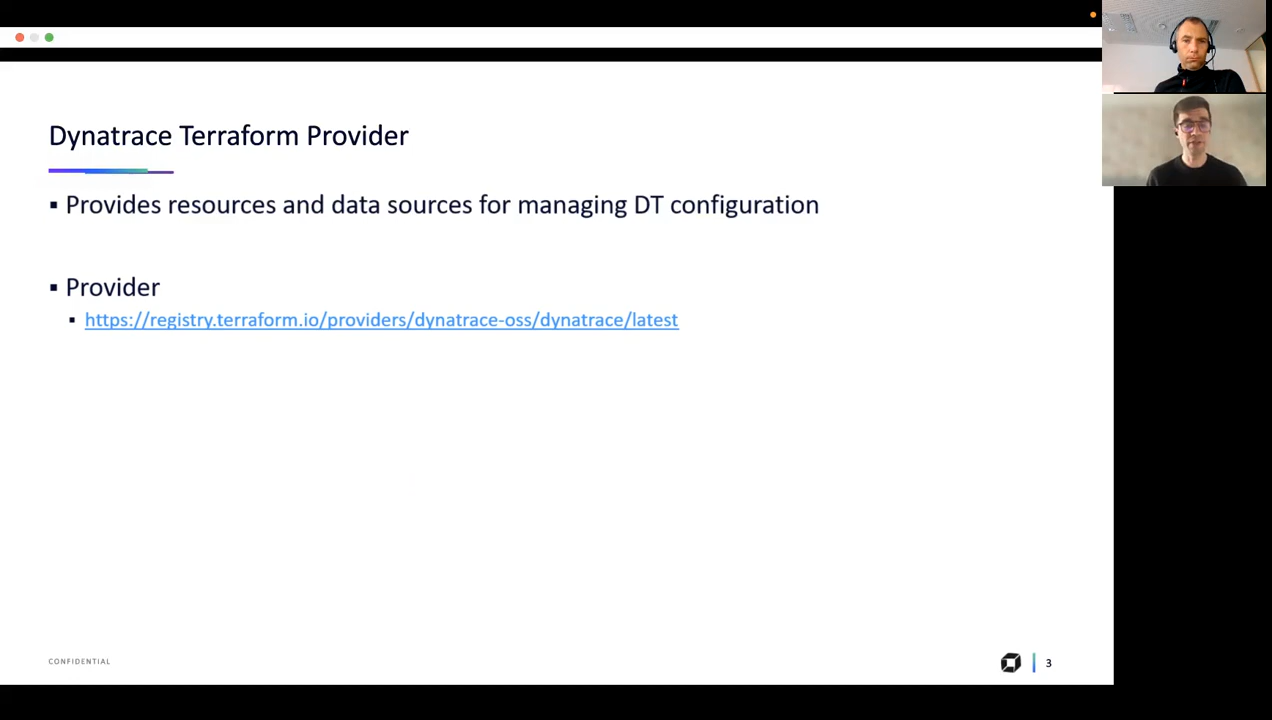 Dynatrace Terraform Provider
▪ Provides resources and data sources for managing DT configuration
▪ Provider
▪ https://registry.terraform.io/providers/dynatrace-oss/dynatrace/latest
CONFIDENTIAL
3